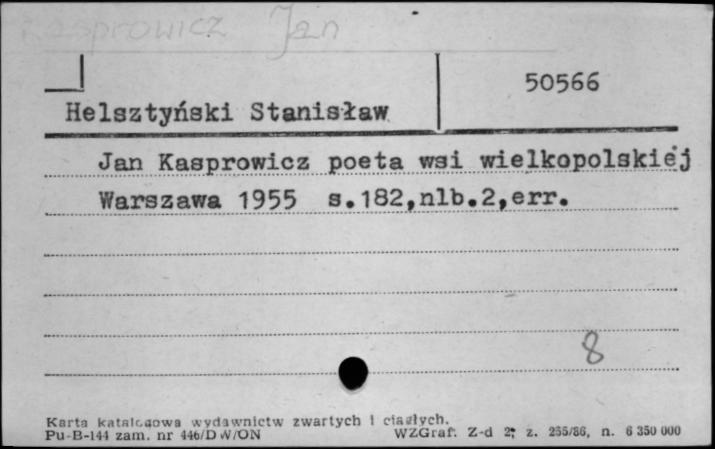 Kasprowicz Jan
50566
Helsztyński Stanisław
Jan Kasprowicz poeta wsi wielkopolskiej
Warszawa 1955 s.182,nlb.2,err.
8
Karta katalogowa wydawnictw zwartych i ciągłych.
Pu-B-144 zam. nr 446/DW/ON WZGraf. Z-d 2; z. 255/86, n. 6 350 000